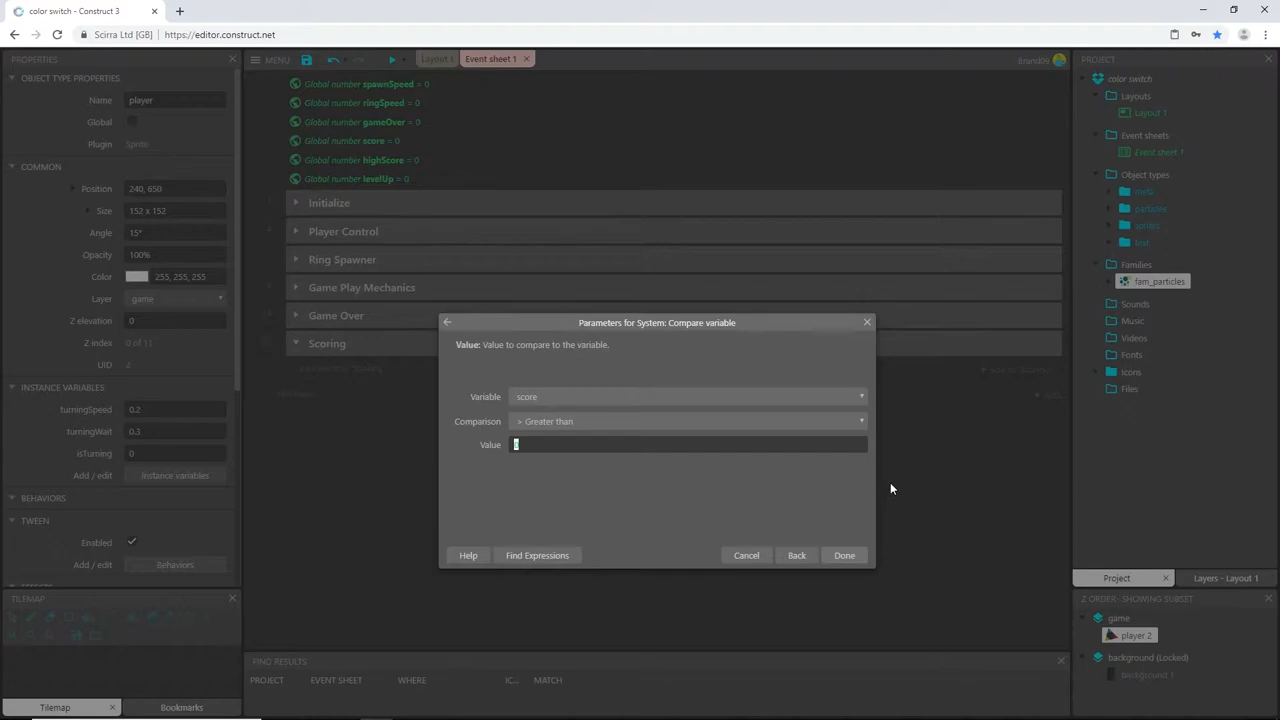 color switch - Construct 3
Scirra Ltd [GB] https://editor.construct.net
PROPERTIES
OBJECT TYPE PROPERTIES
Name player
Global
Plugin Sprite
COMMON
Position 240, 650
Size 152 x 152
Angle 15°
Opacity 100%
Color 255, 255, 255
Layer game
Z elevation 0
Z index 0 of 11
UID 2
INSTANCE VARIABLES
turningSpeed 0.2
turningWait 0.3
isTurning 0
Add / edit Instance variables
BEHAVIORS
TWEEN
Enabled
Add / edit Behaviors
TILEMAP
Tilemap
Bookmarks
MENU
Layout 1
Event sheet 1
Brand09
Global number spawnSpeed = 0
Global number ringSpeed = 0
Global number gameOver = 0
Global number score = 0
Global number highScore = 0
Global number levelUp = 0
Initialize
Player Control
Ring Spawner
Game Play Mechanics
Game Over
Scoring
Parameters for System: Compare variable
Value: Value to compare to the variable.
Variable score
Comparison > Greater than
Value 0
Help
Find Expressions
Cancel
Back
Done
FIND RESULTS
PROJECT EVENT SHEET WHERE IC... MATCH
PROJECT
color switch
Layouts
Layout 1
Event sheets
Event sheet 1
Object types
meta
particles
sprites
text
Families
fam_particles
Sounds
Music
Videos
Fonts
Icons
Files
Project
Layers - Layout 1
Z ORDER - SHOWING SUBSET
game
player 2
background (Locked)
background 1